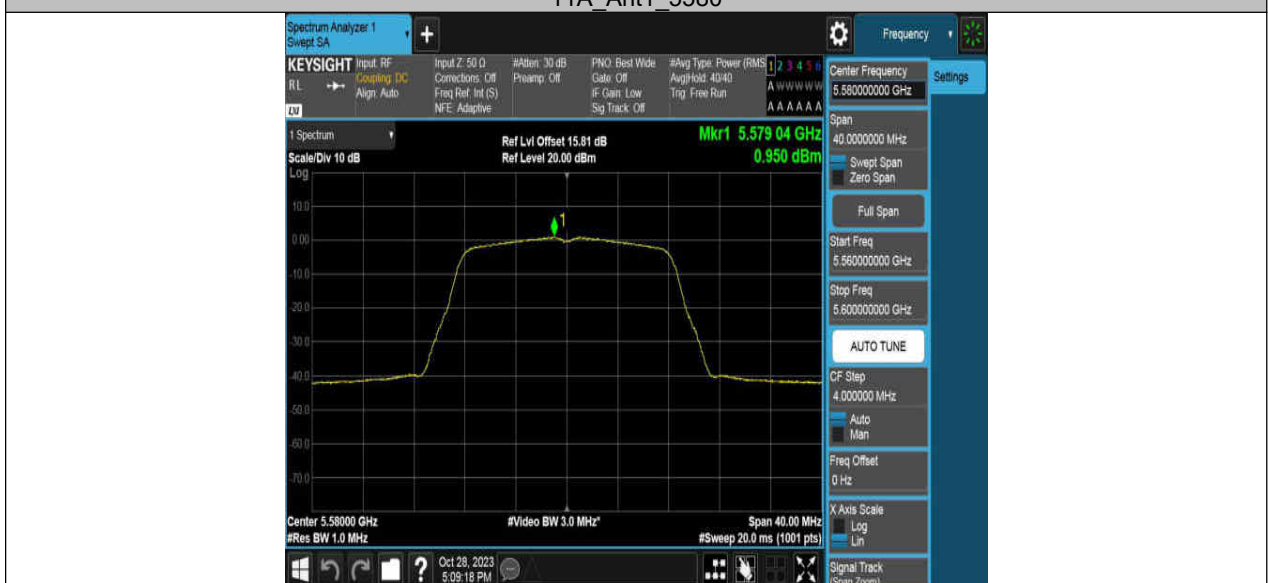 11A_Ant1_5580
Spectrum Analyzer 1
Swept SA
+
Frequency
KEYSIGHT
RL
LXI
Input: RF
Coupling: DC
Align: Auto
Input Z: 50 Ω
Corrections: Off
Freq Ref: Int (S)
NFE: Adaptive
#Atten: 30 dB
Preamp: Off
PNO: Best Wide
Gate: Off
IF Gain: Low
Sig Track: Off
#Avg Type: Power (RMS
Avg|Hold: 40/40
Trig: Free Run
1 2 3 4 5 6
A W W W W W
A A A A A A
Center Frequency
5.580000000 GHz
Settings
1 Spectrum
Scale/Div 10 dB
Log
Ref Lvl Offset 15.81 dB
Ref Level 20.00 dBm
Mkr1 5.579 04 GHz
0.950 dBm
Span
40.0000000 MHz
Swept Span
Zero Span
Full Span
Start Freq
5.560000000 GHz
Stop Freq
5.600000000 GHz
AUTO TUNE
CF Step
4.000000 MHz
Auto
Man
Freq Offset
0 Hz
X Axis Scale
Log
Lin
Signal Track
(Span Zoom)
10.0
0.00
-10.0
-20.0
-30.0
-40.0
-50.0
-60.0
-70.0
1
Center 5.58000 GHz
#Res BW 1.0 MHz
#Video BW 3.0 MHz*
Span 40.00 MHz
#Sweep 20.0 ms (1001 pts)
?
Oct 28, 2023
5:09:18 PM